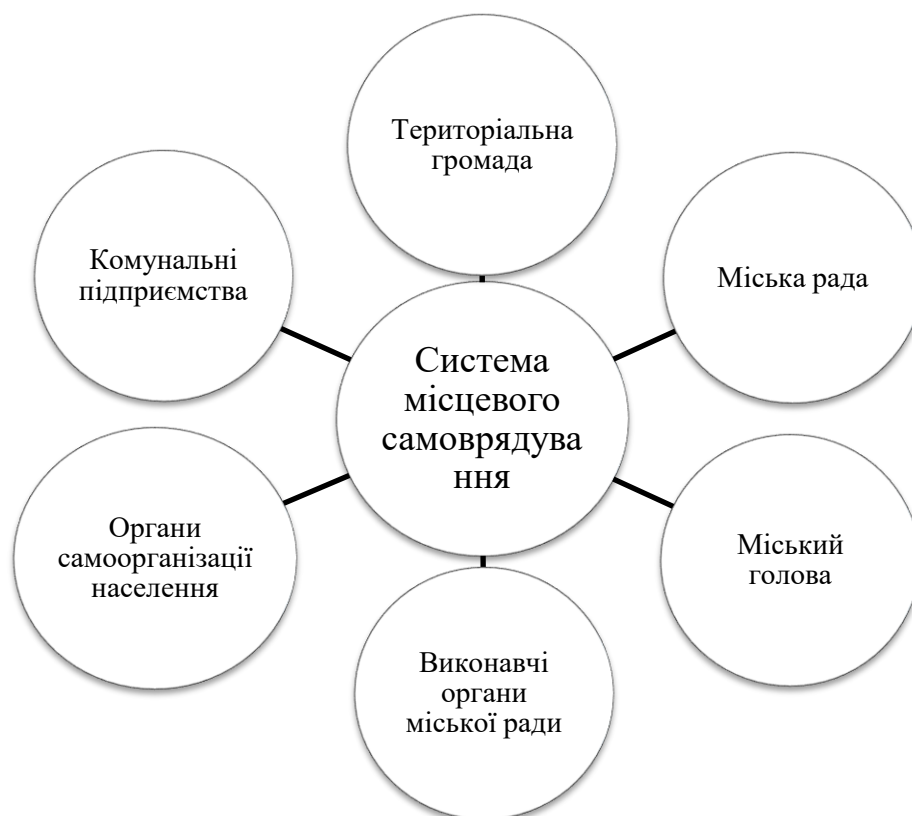 Територіальна
громада
Комунальні
підприємства
Міська рада
Система
місцевого
самоврядува
ння
Органи
самоорганізації
населення
Міський
голова
Виконавчі
органи
міської ради